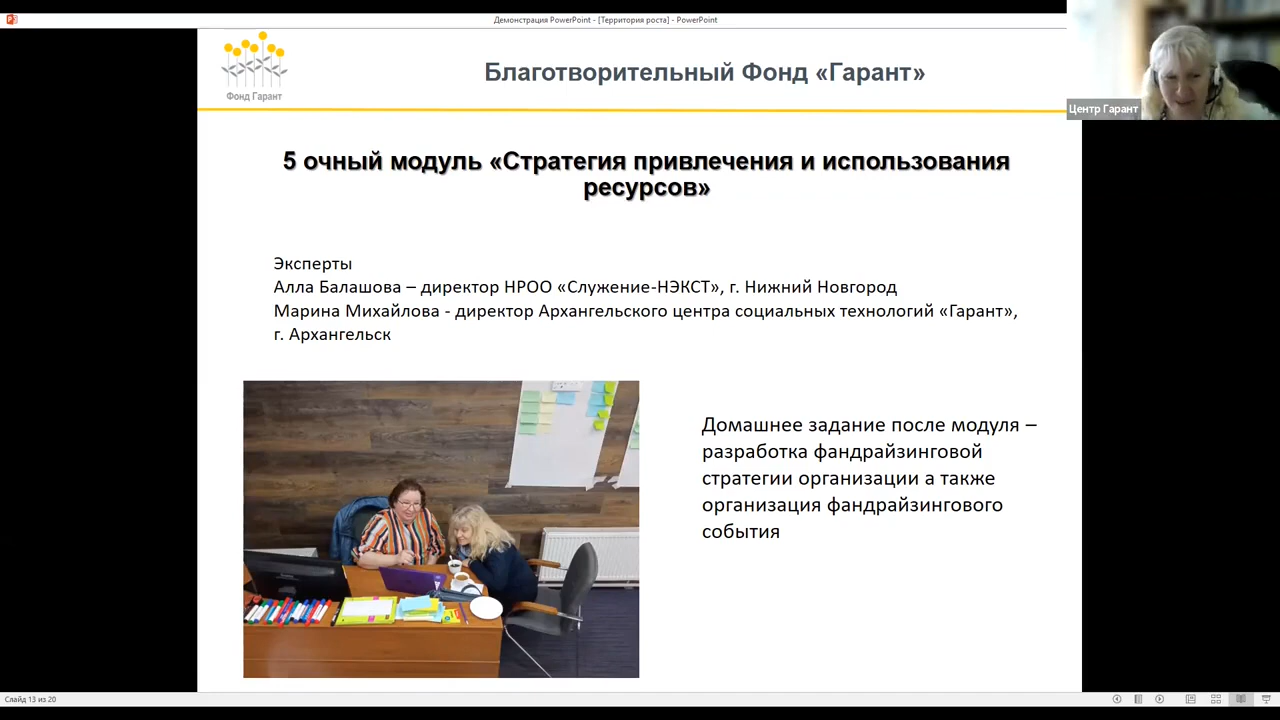 Демонстрация PowerPoint - [Территория роста] - PowerPoint
Фонд Гарант
Благотворительный Фонд «Гарант»
Центр Гарант
5 очный модуль «Стратегия привлечения и использования
ресурсов»
Эксперты
Алла Балашова – директор НРОО «Служение-НЭКСТ», г. Нижний Новгород
Марина Михайлова - директор Архангельского центра социальных технологий «Гарант»,
г. Архангельск
Домашнее задание после модуля –
разработка фандрайзинговой
стратегии организации а также
организация фандрайзингового
события
Слайд 13 из 20